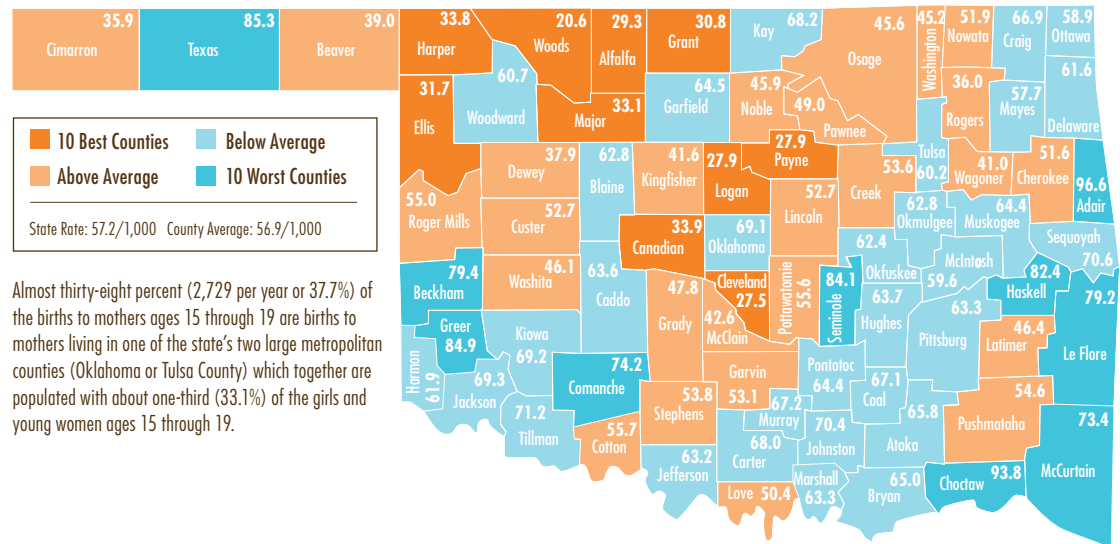 35.9
Cimarron
85.3
Texas
39.0
Beaver
33.8
Harper
20.6
Woods
29.3
Alfalfa
30.8
Grant
68.2
Kay
45.6
Osage
45.2
Washington
51.9
Nowata
66.9
Craig
58.9
Ottawa
60.7
Woodward
31.7
Ellis
33.1
Major
64.5
Garfield
45.9
Noble
49.0
Pawnee
36.0
Rogers
57.7
Mayes
61.6
Delaware
10 Best Counties
Below Average
Above Average
10 Worst Counties
State Rate: 57.2/1,000 County Average: 56.9/1,000
55.0
Roger Mills
37.9
Dewey
62.8
Blaine
41.6
Kingfisher
27.9
Logan
27.9
Payne
53.6
Creek
Tulsa
60.2
41.0
Wagoner
51.6
Cherokee
96.6
Adair
52.7
Custer
33.9
Canadian
69.1
Oklahoma
52.7
Lincoln
62.8
Okmulgee
64.4
Muskogee
Sequoyah
70.6
79.4
Beckham
46.1
Washita
63.6
Caddo
47.8
Grady
Cleveland
27.5
42.6
McClain
Pottawatamie
55.6
84.1
Seminole
62.4
Okfuskee
McIntosh
59.6
82.4
Haskell
79.2
Le Flore
Almost thirty-eight percent (2,729 per year or 37.7%) of
the births to mothers ages 15 through 19 are births to
mothers living in one of the state's two large metropolitan
counties (Oklahoma or Tulsa County) which together are
populated with about one-third (33.1%) of the girls and
young women ages 15 through 19.
Greer
84.9
Kiowa
69.2
63.7
Hughes
63.3
Pittsburg
46.4
Latimer
Harmon
61.9
69.3
Jackson
74.2
Comanche
Garvin
53.1
Pontotoc
64.4
67.1
Coal
54.6
Pushmataha
73.4
McCurtain
71.2
Tillman
55.7
Cotton
53.8
Stephens
67.2
Murray
70.4
Johnston
65.8
Atoka
63.2
Jefferson
68.0
Carter
Marshall
63.3
65.0
Bryan
93.8
Choctaw
Love 50.4